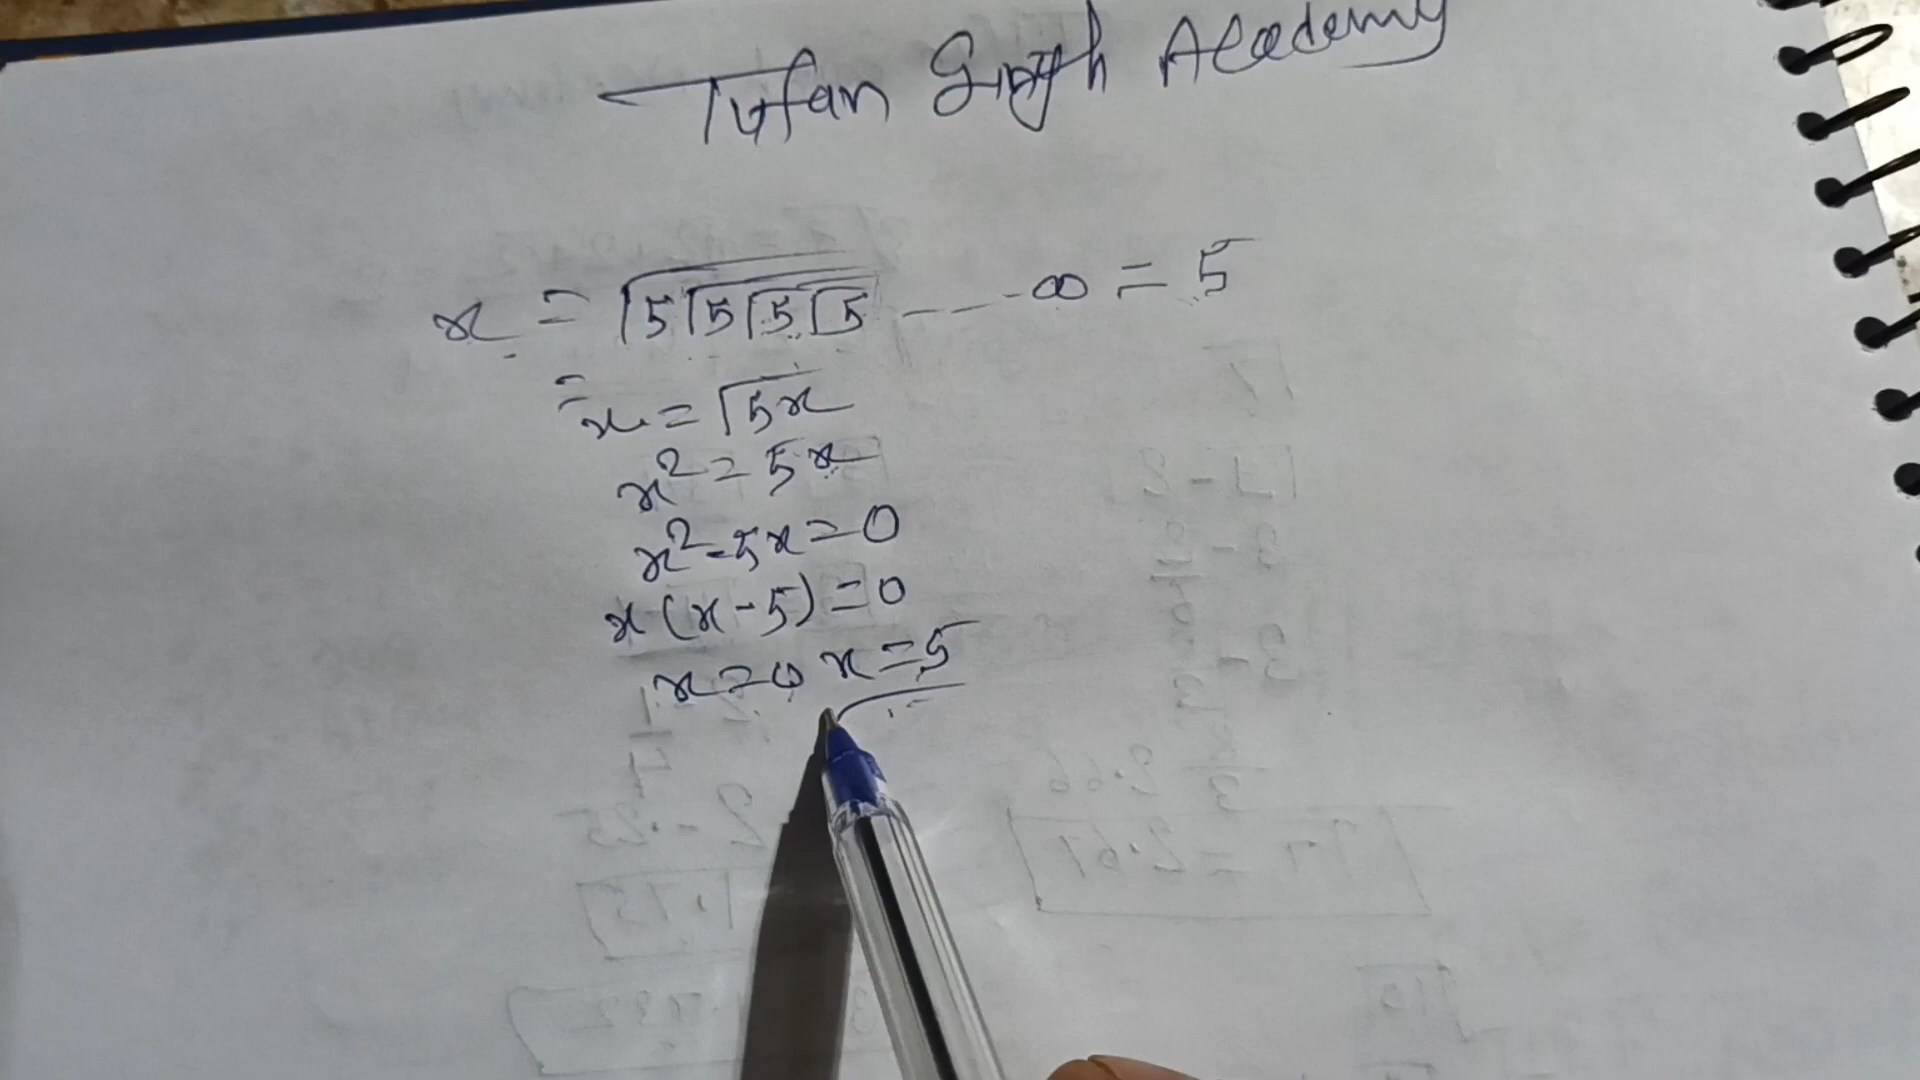 Tufan Singh Academy
x = √5√5√5√5 ---∞ = 5
= x = √5x
x² = 5x
x² - 5x = 0
x (x - 5) = 0
x = 0 x = 5